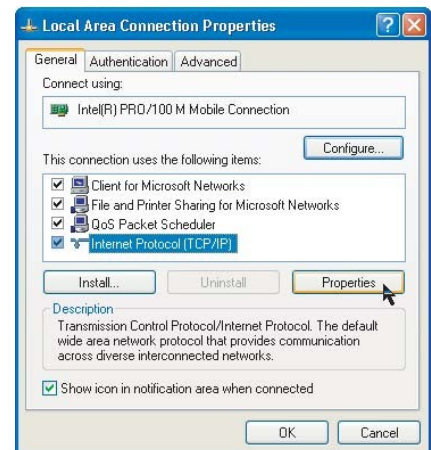 Local Area Connection Properties
General Authentication Advanced
Connect using:
Intel(R) PRO/100 M Mobile Connection
Configure...
This connection uses the following items:
Client for Microsoft Networks
File and Printer Sharing for Microsoft Networks
QoS Packet Scheduler
Internet Protocol (TCP/IP)
Install... Uninstall Properties
Description
Transmission Control Protocol/Internet Protocol. The default
wide area network protocol that provides communication
across diverse interconnected networks.
Show icon in notification area when connected
OK Cancel